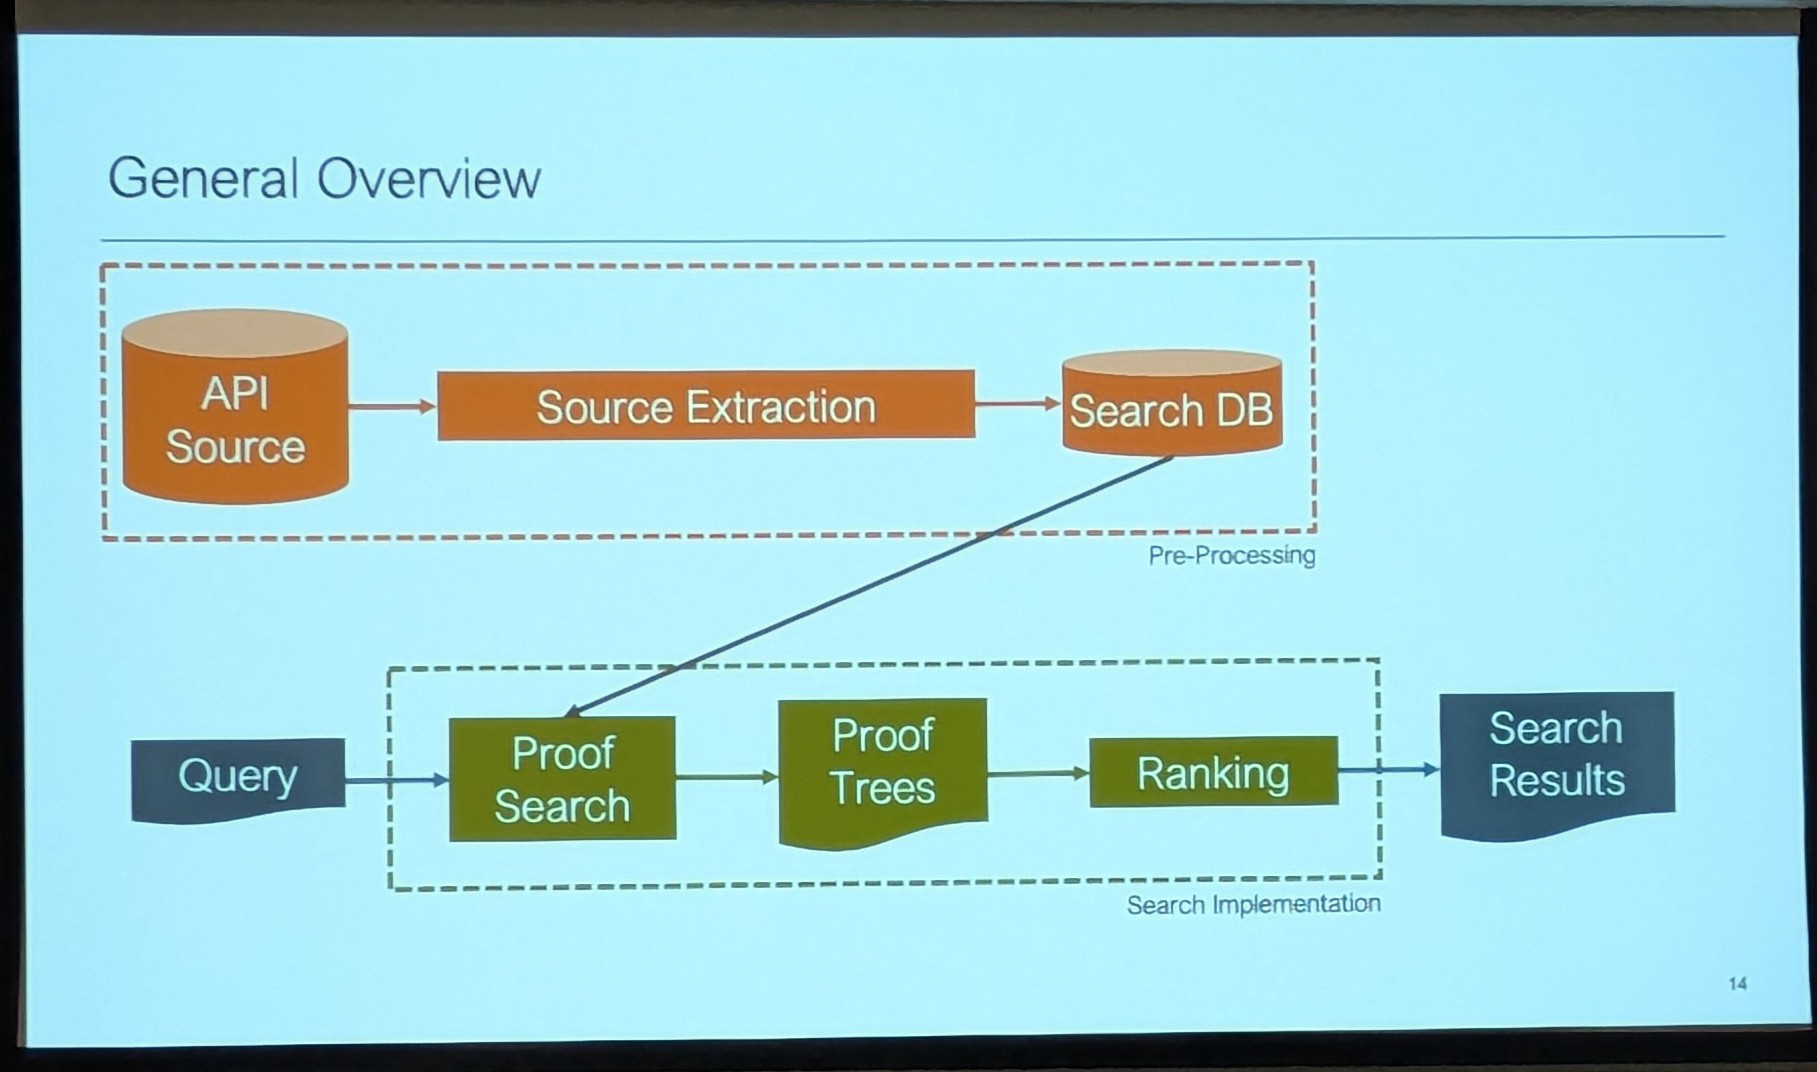 General Overview
API
Source
Source Extraction
Search DB
Pre-Processing
Query
Proof
Search
Proof
Trees
Ranking
Search
Results
Search Implementation
14